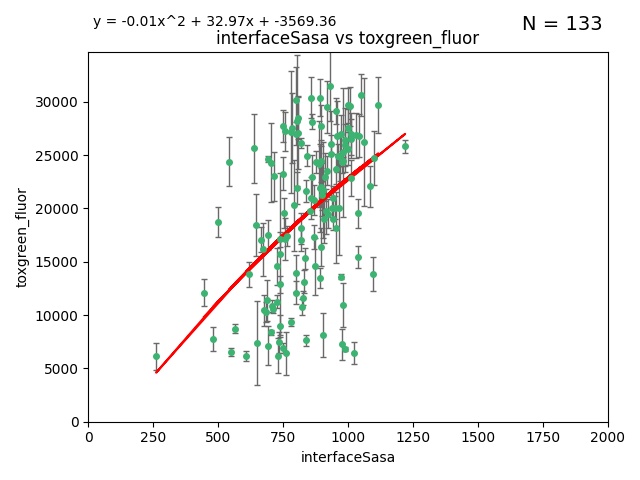 y = -0.01x^2 + 32.97x + -3569.36
N = 133
interfaceSasa vs toxgreen_fluor
toxgreen_fluor
30000
25000
20000
15000
10000
5000
0
0 250 500 750 1000 1250 1500 1750 2000
interfaceSasa